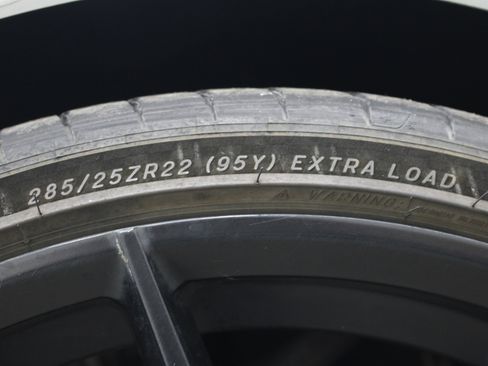 285/25ZR22 (95Y) EXTRA LOAD
WARNING: